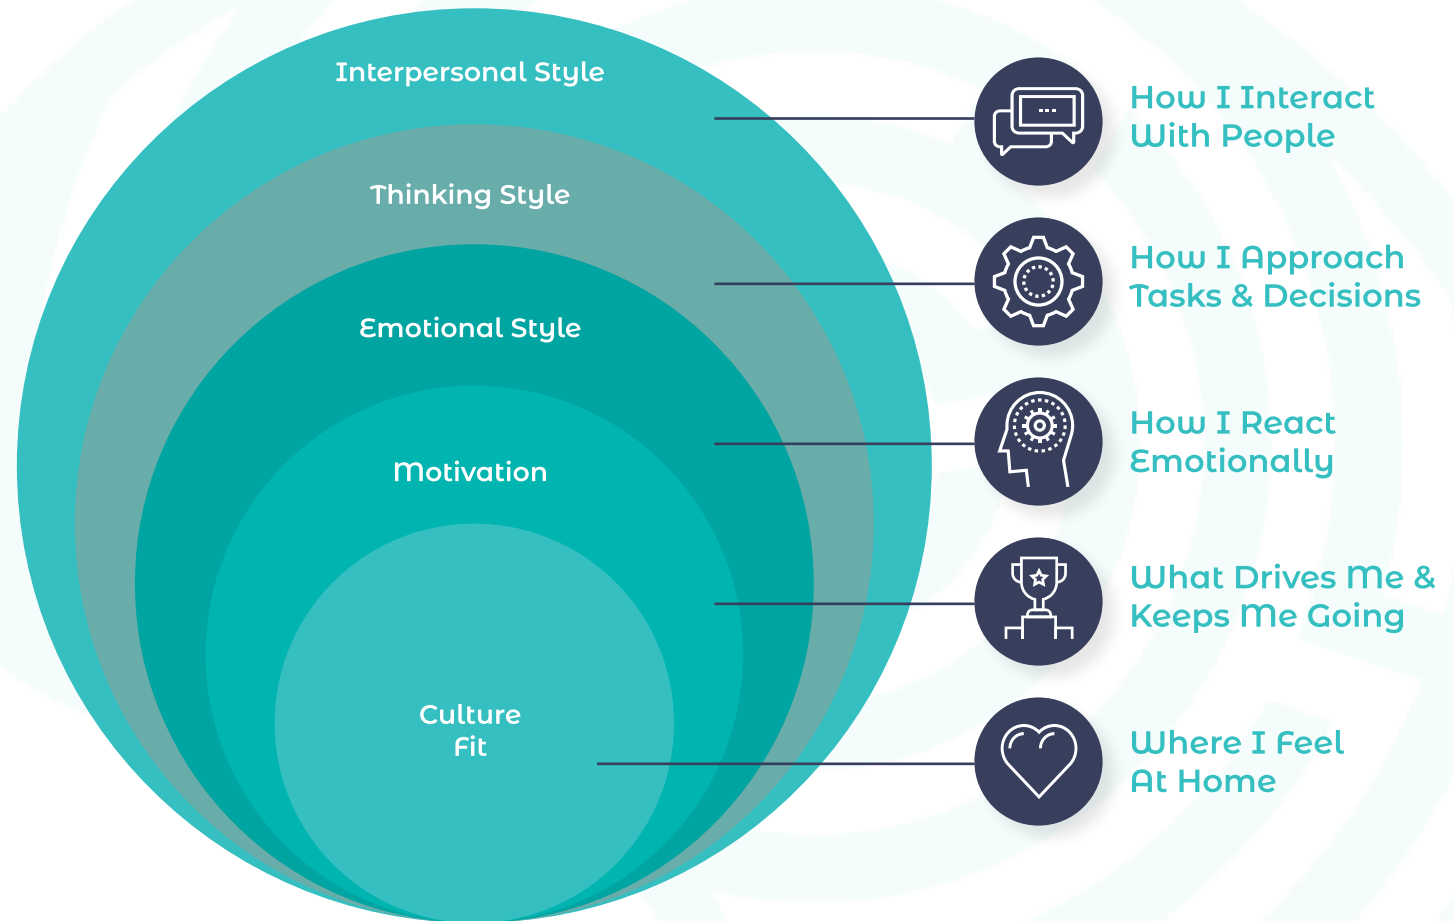 Interpersonal Style
Thinking Style
Emotional Style
Motivation
Culture
Fit
How I Interact
With People
How I Approach
Tasks & Decisions
How I React
Emotionally
What Drives Me &
Keeps Me Going
Where I Feel
At Home